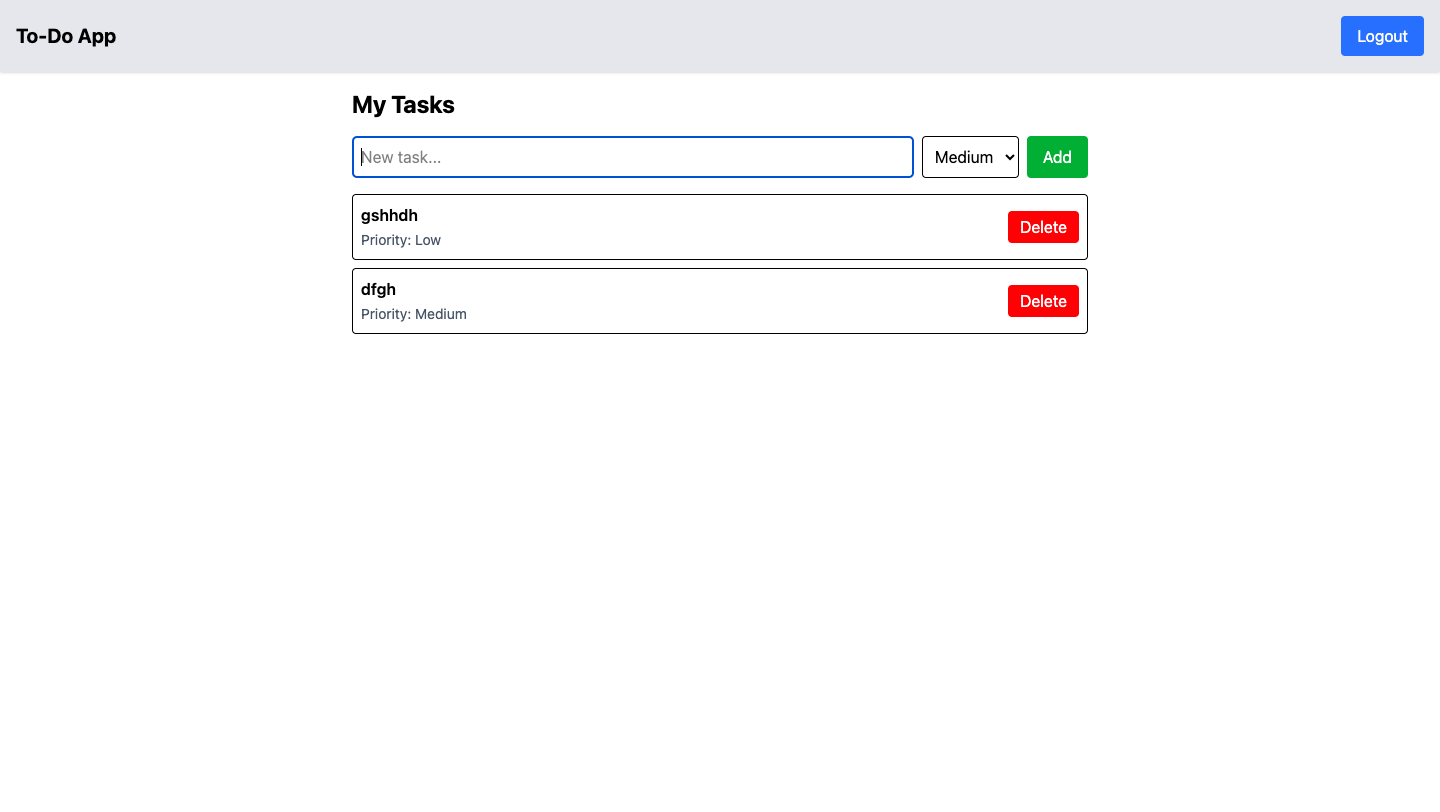 To-Do App
Logout
My Tasks
New task...
Medium
Add
gshhdh
Priority: Low
Delete
dfgh
Priority: Medium
Delete